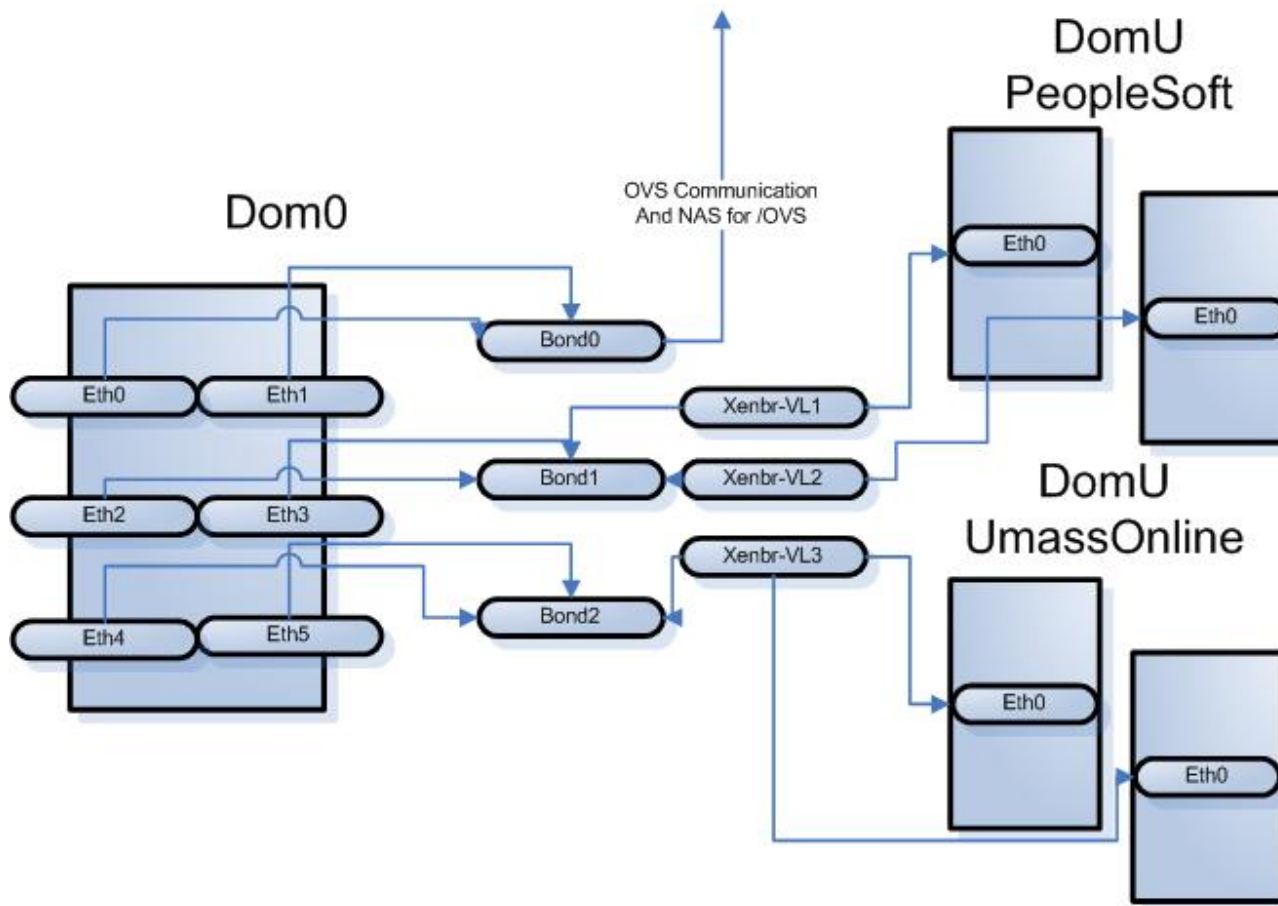 DomU
PeopleSoft
OVS Communication
And NAS for /OVS
Dom0
Eth0
Eth0
Bond0
Eth0
Eth1
Xenbr-VL1
Bond1
Xenbr-VL2
DomU
UmassOnline
Eth2
Eth3
Xenbr-VL3
Bond2
Eth4
Eth5
Eth0
Eth0